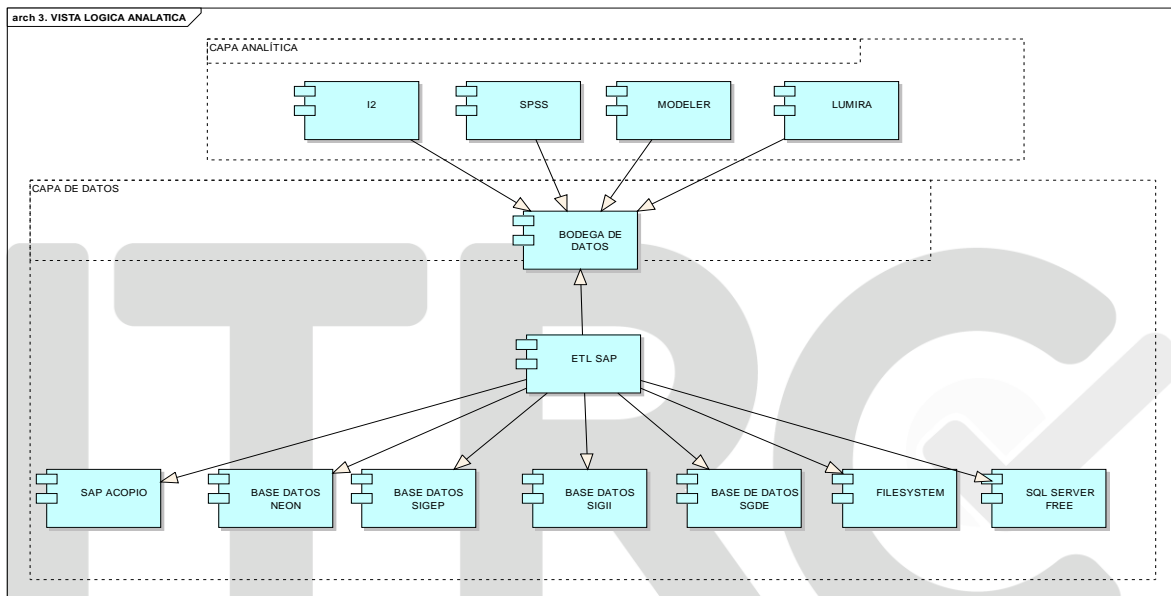 arch 3. VISTA LOGICA ANALATICA
CAPA ANALÍTICA
I2
SPSS
MODELER
LUMIRA
CAPA DE DATOS
BODEGA DE
DATOS
ETL SAP
SAP ACOPIO
BASE DATOS
NEON
BASE DATOS
SIGEP
BASE DATOS
SIGII
BASE DE DATOS
SGDE
FILESYSTEM
SQL SERVER
FREE
ITRC